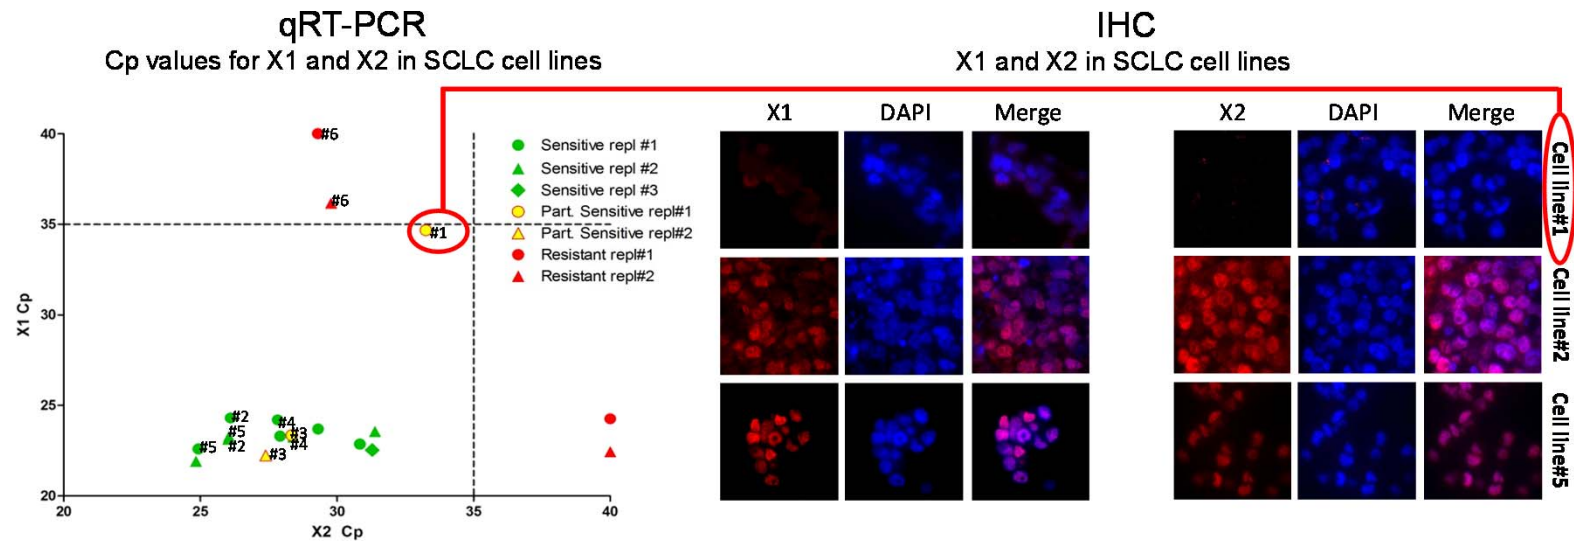 qRT-PCR
Cp values for X1 and X2 in SCLC cell lines
IHC
X1 and X2 in SCLC cell lines
X1 DAPI Merge
X2 DAPI Merge
Cell line#1
Cell line#2
Cell line#5
Sensitive repl #1
Sensitive repl #2
Sensitive repl #3
Part. Sensitive repl#1
Part. Sensitive repl#2
Resistant repl#1
Resistant repl#2
X1 Cp
40
35
30
25
20
#6
#6
#1
#2
#5
#2
#5
#4
#3
#4
#3
20 25 30 35 40
X2 Cp